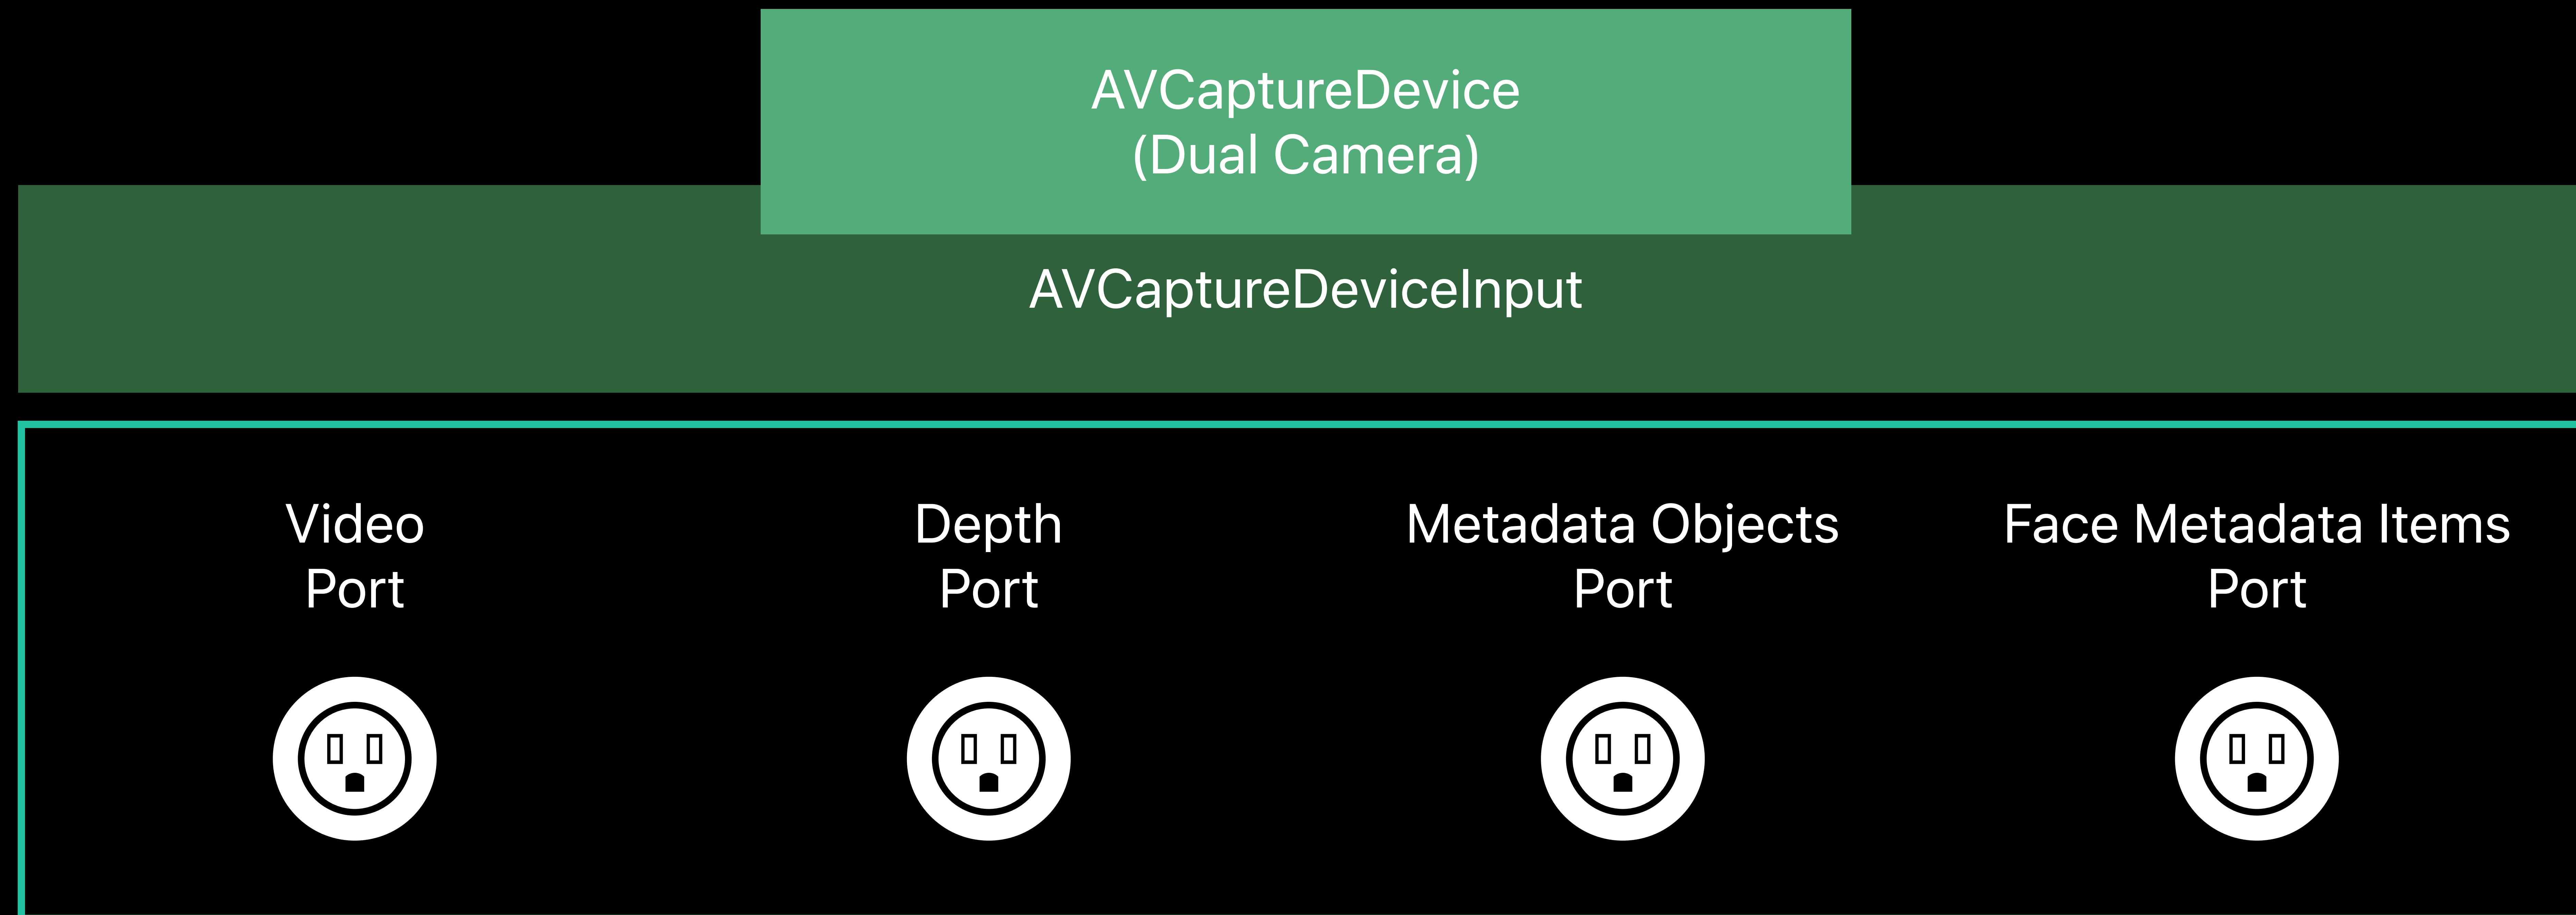 AVCaptureDevice
(Dual Camera)
AVCaptureDeviceInput
Video
Port
Depth
Port
Metadata Objects
Port
Face Metadata Items
Port